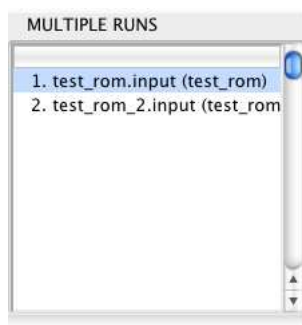 MULTIPLE RUNS
1. test_rom.input (test_rom)
2. test_rom_2.input (test_rom